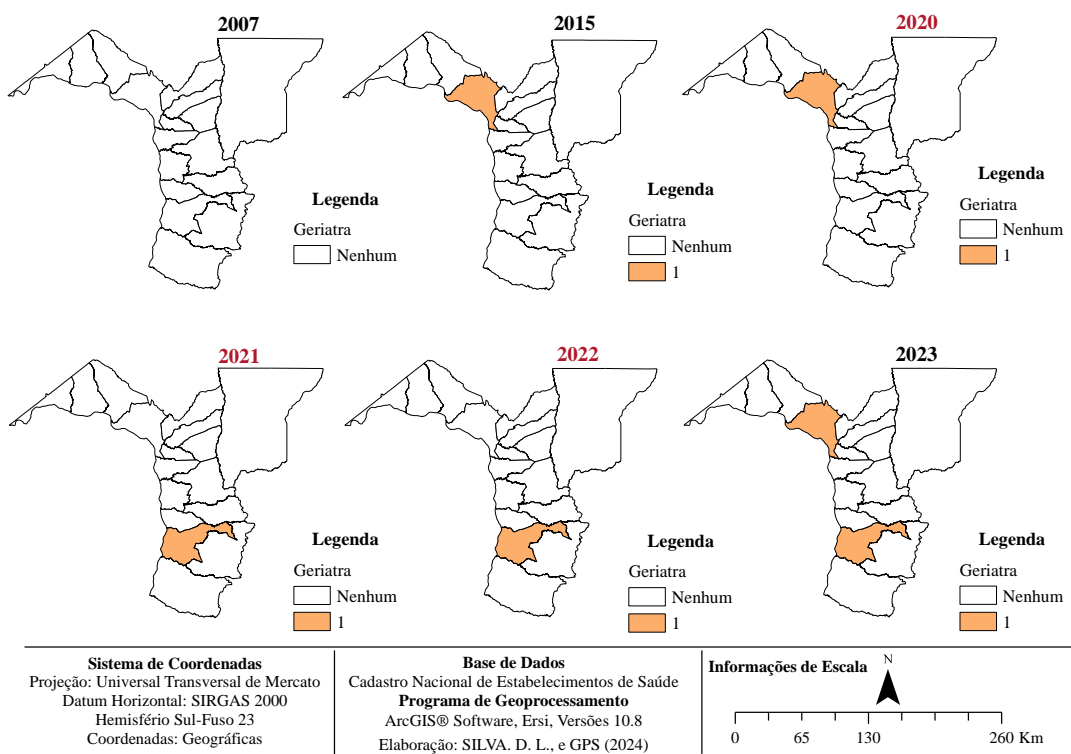 2007
2015
2020
Legenda
Geriatra
Nenhum
Legenda
Geriatra
Nenhum
1
Legenda
Geriatra
Nenhum
1
2021
2022
2023
Legenda
Geriatra
Nenhum
1
Legenda
Geriatra
Nenhum
1
Legenda
Geriatra
Nenhum
1
Sistema de Coordenadas
Projeção: Universal Transversal de Mercato
Datum Horizontal: SIRGAS 2000
Hemisfério Sul-Fuso 23
Coordenadas: Geográficas
Base de Dados
Cadastro Nacional de Estabelecimentos de Saúde
Programa de Geoprocessamento
ArcGIS® Software, Ersi, Versões 10.8
Elaboração: SILVA. D. L., e GPS (2024)
Informações de Escala
N
0 65 130 260 Km